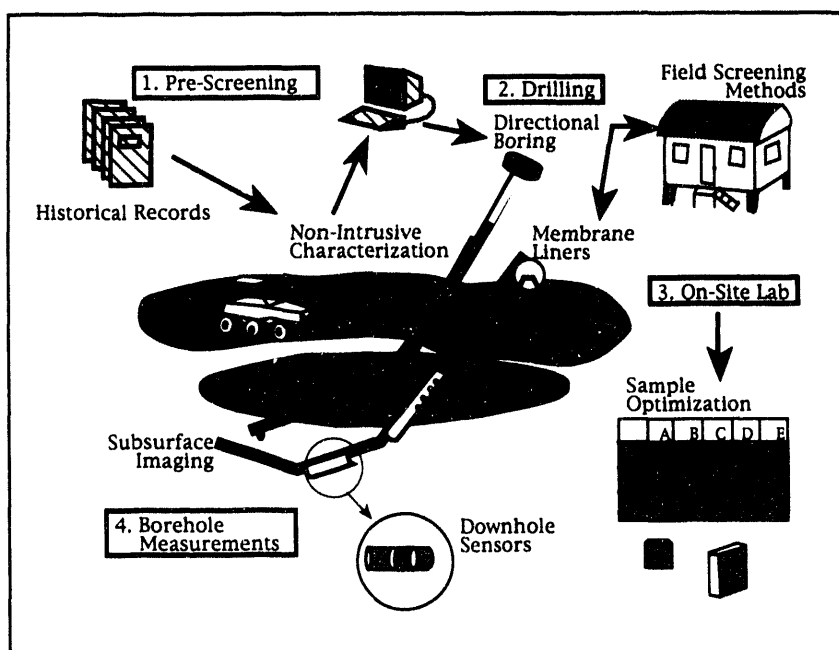 1. Pre-Screening
Historical Records
Non-Intrusive
Characterization
2. Drilling
Directional
Boring
Membrane
Liners
Field Screening
Methods
3. On-Site Lab
Sample
Optimization
A B C D E
Subsurface
Imaging
4. Borehole
Measurements
Downhole
Sensors